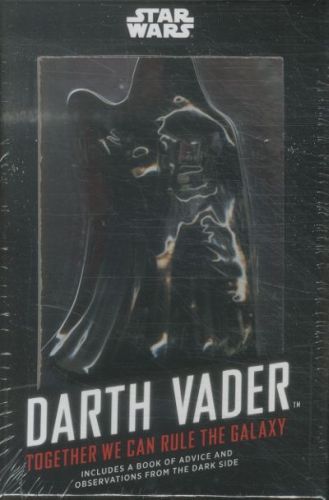 STAR
WARS
DARTH VADER™
TOGETHER WE CAN RULE THE GALAXY
INCLUDES A BOOK OF ADVICE AND
OBSERVATIONS FROM THE DARK SIDE